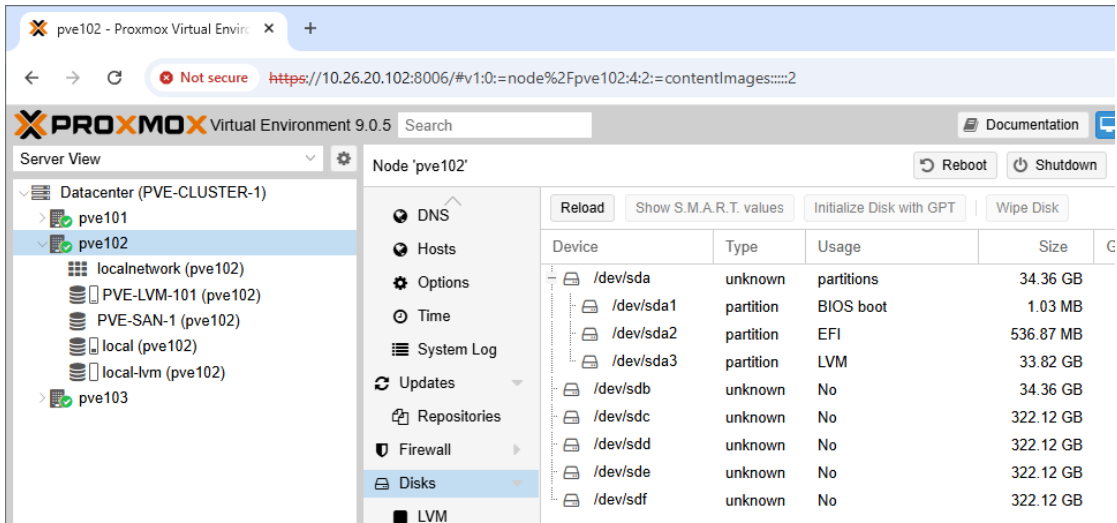 pve102 - Proxmox Virtual Enviro
Not secure https://10.26.20.102:8006/#v1:0:=node%2Fpve102:4:2:=contentImages:::::2
PROXMOX Virtual Environment 9.0.5 Search Documentation
Server View
Node 'pve102' Reboot Shutdown
Datacenter (PVE-CLUSTER-1)
pve101
pve102
localnetwork (pve102)
PVE-LVM-101 (pve102)
PVE-SAN-1 (pve102)
local (pve102)
local-lvm (pve102)
pve103
DNS
Hosts
Options
Time
System Log
Updates
Repositories
Firewall
Disks
LVM
Reload Show S.M.A.R.T. values Initialize Disk with GPT Wipe Disk
Device Type Usage Size G
/dev/sda unknown partitions 34.36 GB
/dev/sda1 partition BIOS boot 1.03 MB
/dev/sda2 partition EFI 536.87 MB
/dev/sda3 partition LVM 33.82 GB
/dev/sdb unknown No 34.36 GB
/dev/sdc unknown No 322.12 GB
/dev/sdd unknown No 322.12 GB
/dev/sde unknown No 322.12 GB
/dev/sdf unknown No 322.12 GB